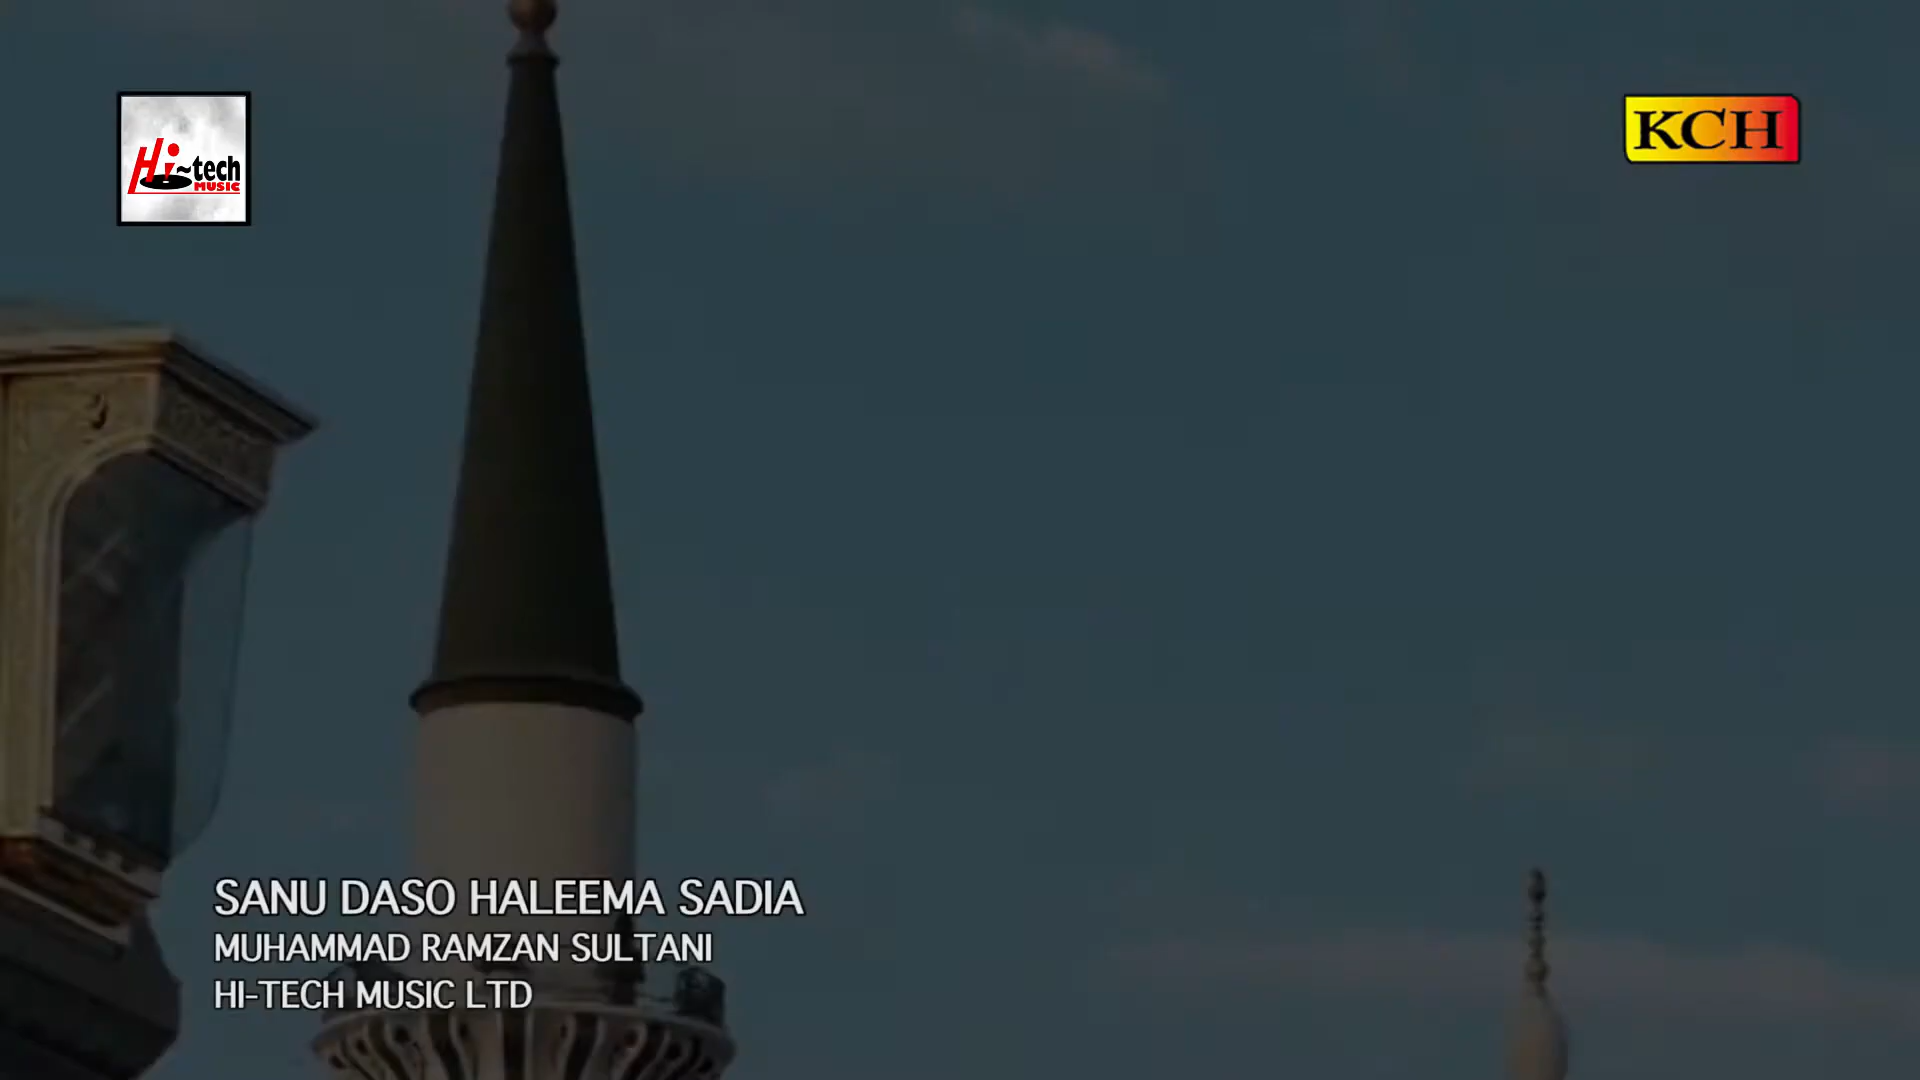 Hi~tech
MUSIC
KCH
SANU DASO HALEEMA SADIA
MUHAMMAD RAMZAN SULTANI
HI-TECH MUSIC LTD